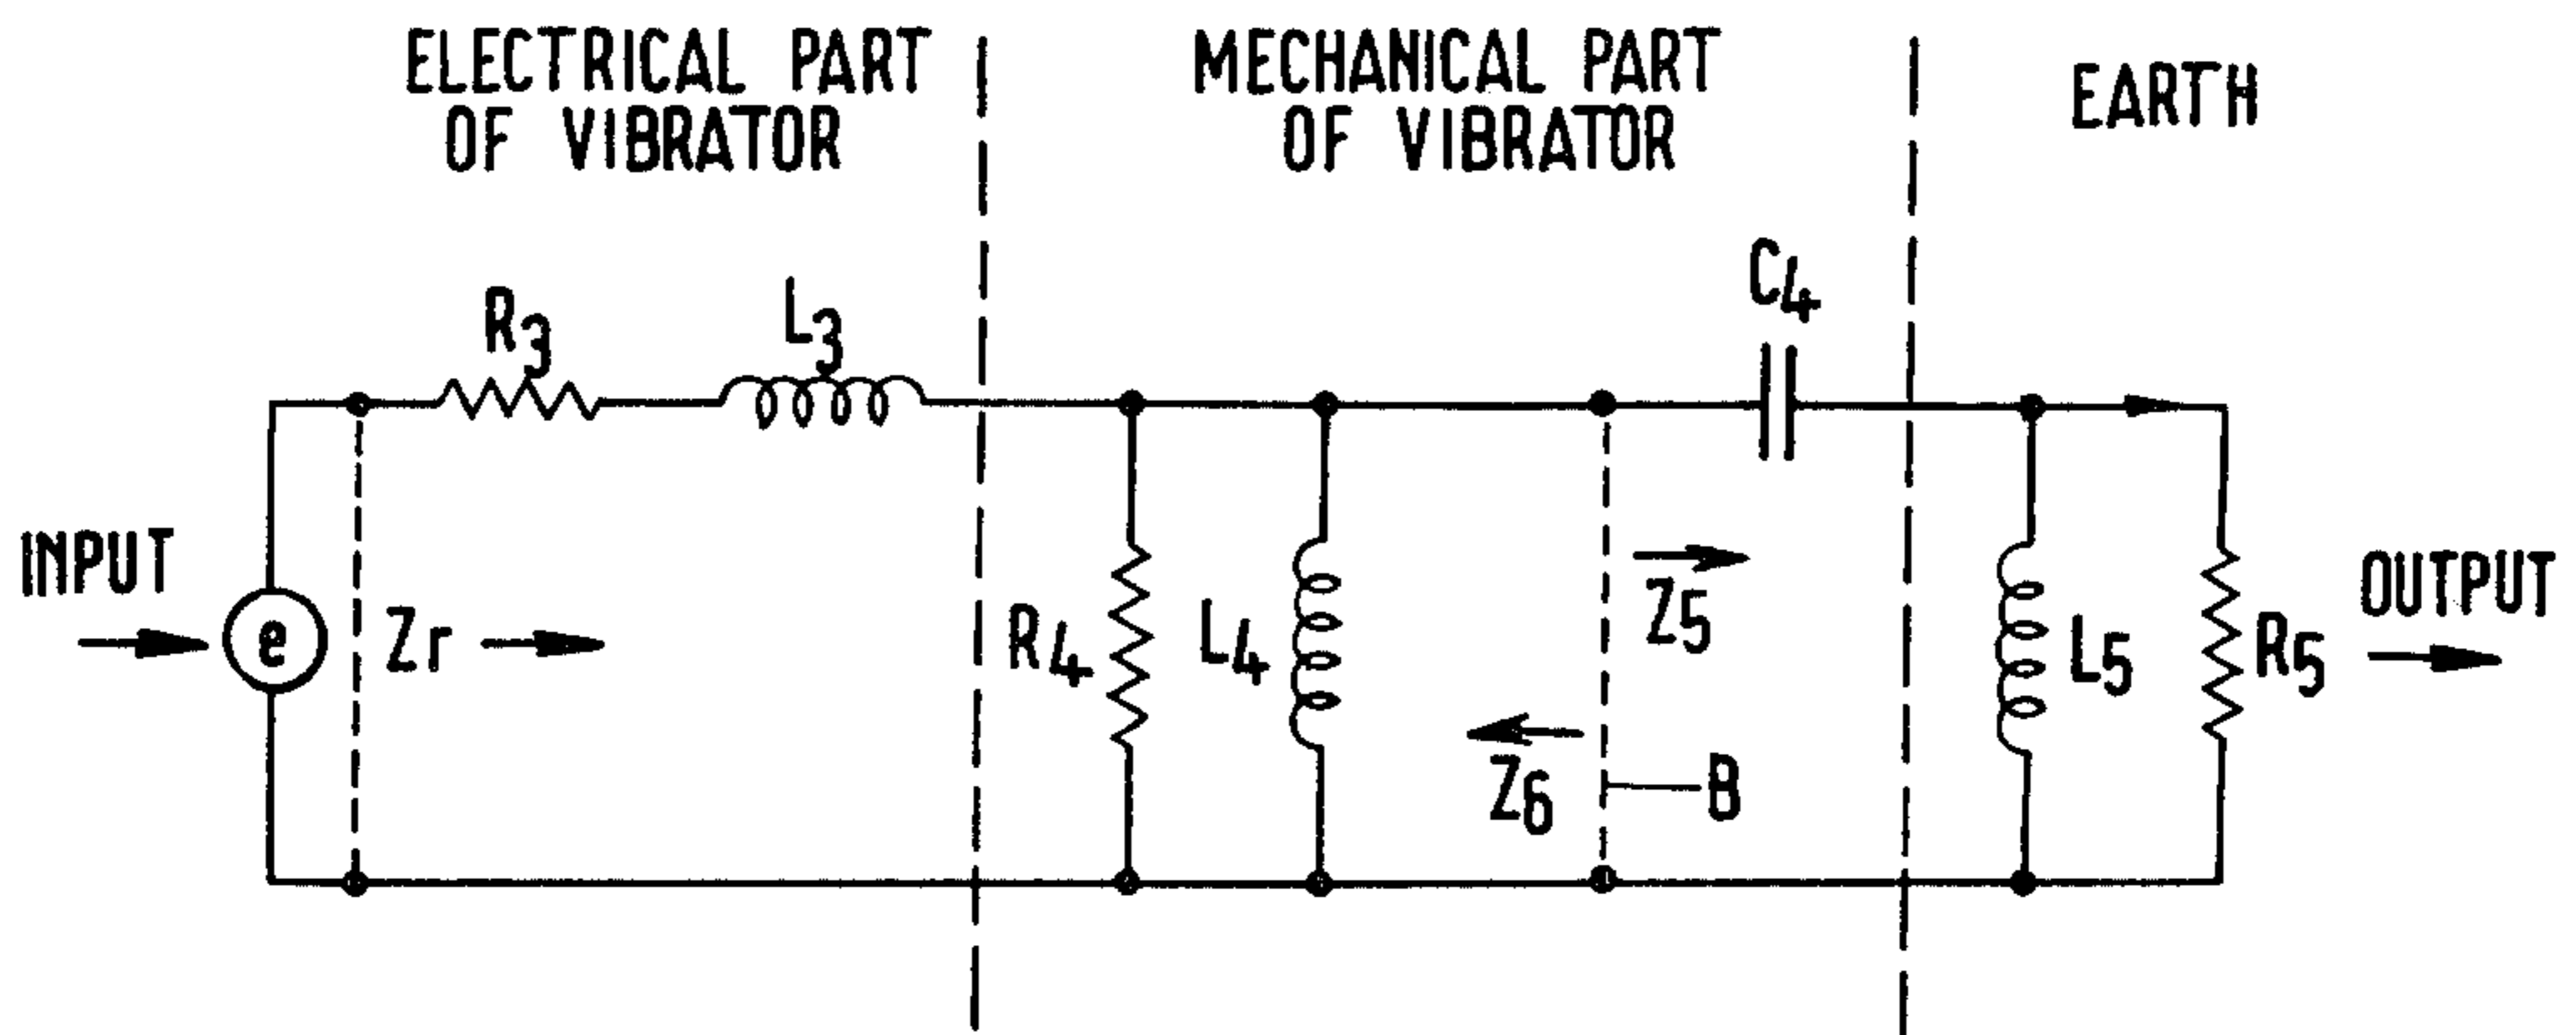 ELECTRICAL PART
OF VIBRATOR
MECHANICAL PART
OF VIBRATOR
EARTH
R3
L3
C4
INPUT
e
Zr
R4
L4
Z5
Z6
B
L5
R5
OUTPUT